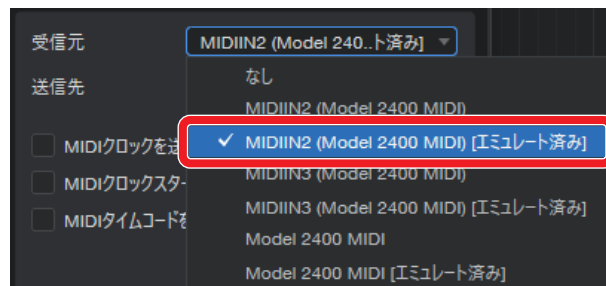 受信元
MIDIIN2 (Model 240..ト済み]
送信先
なし
MIDIIN2 (Model 2400 MIDI)
MIDIクロックを送
✓ MIDIIN2 (Model 2400 MIDI) [エミュレート済み]
MIDIクロックスター
MIDIIN3 (Model 2400 MIDI)
MIDIタイムコードを
MIDIIN3 (Model 2400 MIDI) [エミュレート済み]
Model 2400 MIDI
Model 2400 MIDI [エミュレート済み]